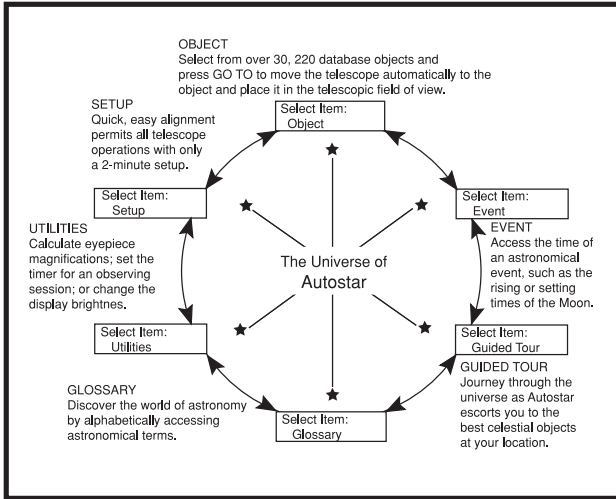 OBJECT
Select from over 30, 220 database objects and
press GO TO to move the telescope automatically to the
object and place it in the telescopic field of view.
SETUP
Quick, easy alignment
permits all telescope
operations with only
a 2-minute setup.
Select Item:
Object
Select Item:
Setup
Select Item:
Event
UTILITIES
Calculate eyepiece
magnifications; set the
timer for an observing
session; or change the
display brightnes.
EVENT
Access the time of
an astronomical
event, such as the
rising or setting
times of the Moon.
The Universe of
Autostar
Select Item:
Utilities
Select Item:
Guided Tour
GLOSSARY
Discover the world of astronomy
by alphabetically accessing
astronomical terms.
Select Item:
Glossary
GUIDED TOUR
Journey through the
universe as Autostar
escorts you to the
best celestial objects
at your location.